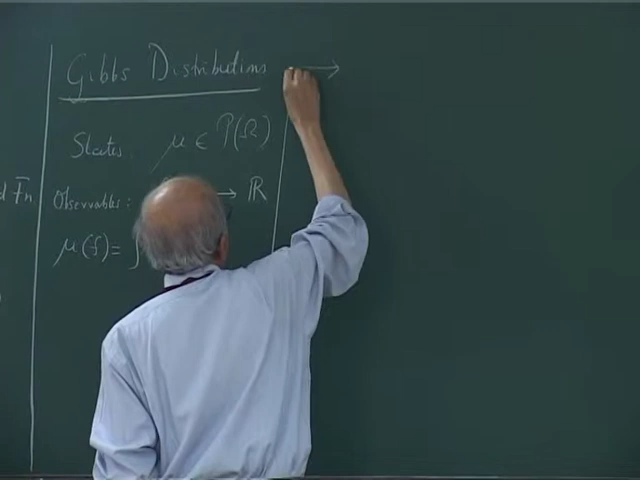 Gibbs Distributions →
States. μ ∈ P(Ω)
d Fn
Observables: → ℝ
μ(f) = ∫